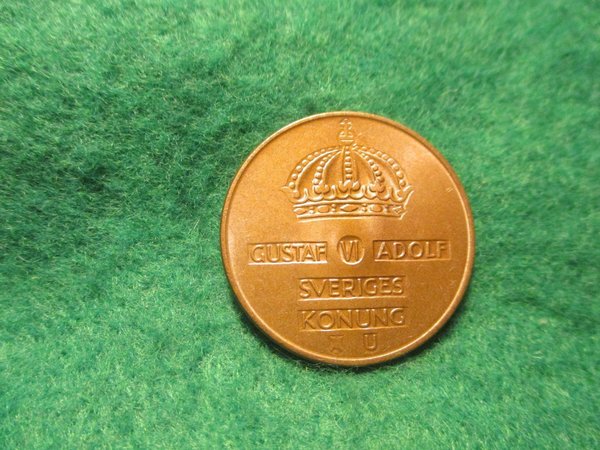 GUSTAF VI ADOLF
SVERIGES
KONUNG
U